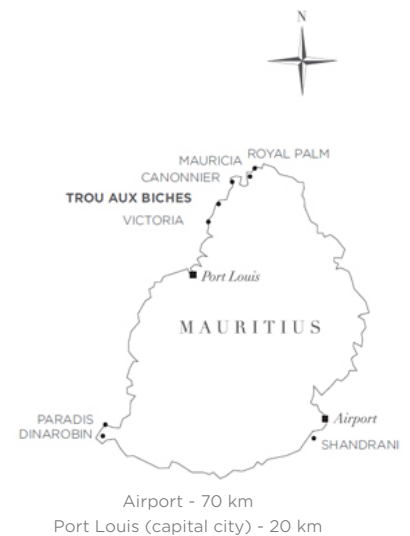 N
MAURICIA
ROYAL PALM
CANONNIER
TROU AUX BICHES
VICTORIA
Port Louis
MAURITIUS
PARADIS
DINAROBIN
Airport
SHANDRANI
Airport - 70 km
Port Louis (capital city) - 20 km